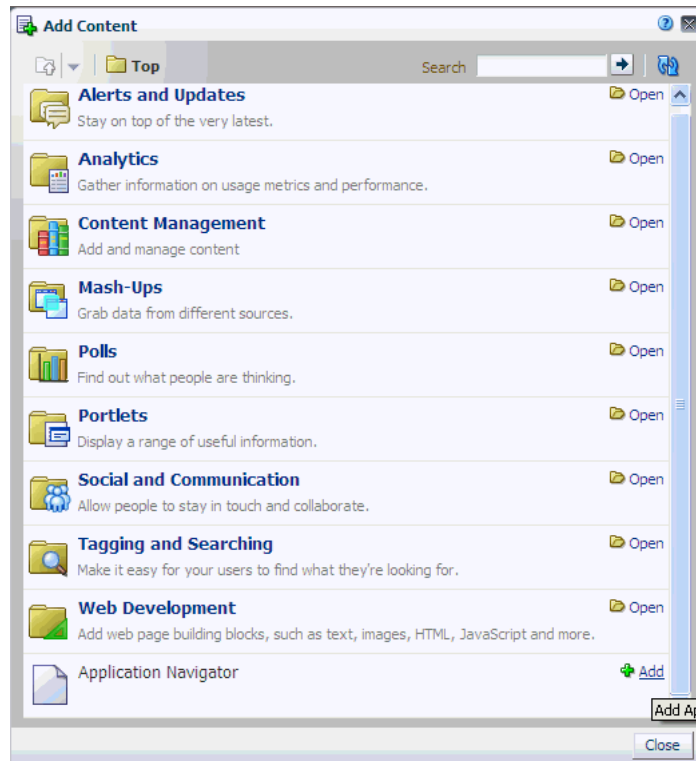 Add Content
Top
Search
Alerts and Updates
Open
Stay on top of the very latest.
Analytics
Open
Gather information on usage metrics and performance.
Content Management
Open
Add and manage content
Mash-Ups
Open
Grab data from different sources.
Polls
Open
Find out what people are thinking.
Portlets
Open
Display a range of useful information.
Social and Communication
Open
Allow people to stay in touch and collaborate.
Tagging and Searching
Open
Make it easy for your users to find what they're looking for.
Web Development
Open
Add web page building blocks, such as text, images, HTML, JavaScript and more.
Application Navigator
Add
Add Ap
Close